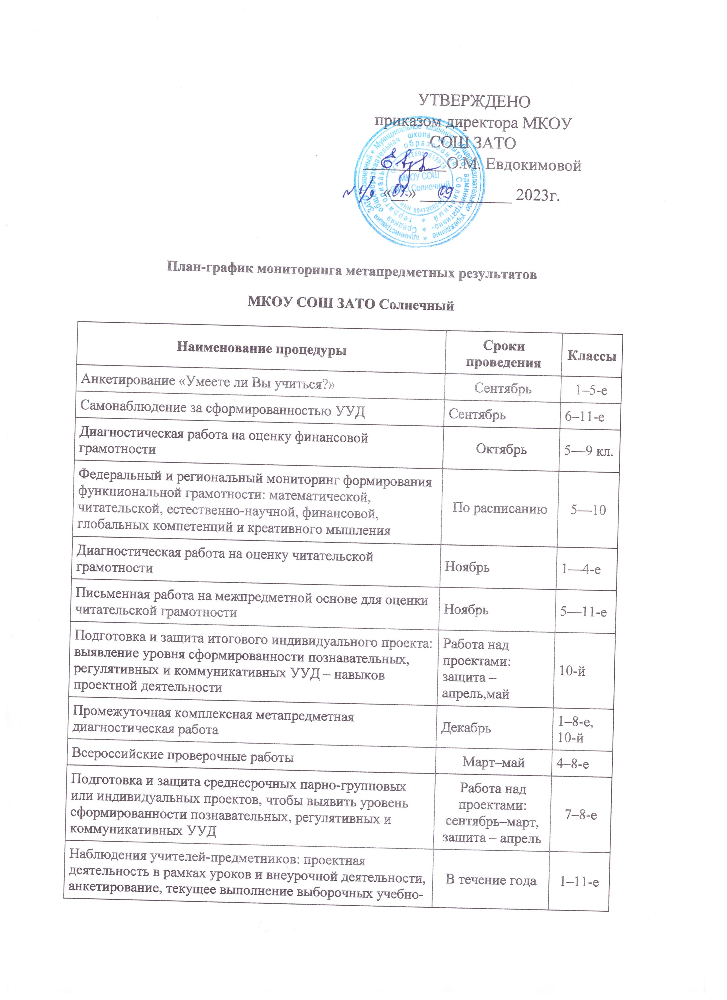 УТВЕРЖДЕНО
приказом директора МКОУ
СОШ ЗАТО
О.М. Евдокимовой
«01» 09 2023г.
МКОУ СОШ
План-график мониторинга метапредметных результатов
МКОУ СОШ ЗАТО Солнечный
Наименование процедуры
Сроки
проведения
Классы
Анкетирование «Умеете ли Вы учиться?»
Сентябрь
1–5-е
Самонаблюдение за сформированностью УУД
Сентябрь
6–11-е
Диагностическая работа на оценку финансовой
грамотности
Октябрь
5—9 кл.
Федеральный и региональный мониторинг формирования
функциональной грамотности: математической,
читательской, естественно-научной, финансовой,
глобальных компетенций и креативного мышления
По расписанию
5—10
Диагностическая работа на оценку читательской
грамотности
Ноябрь
1—4-е
Письменная работа на межпредметной основе для оценки
читательской грамотности
Ноябрь
5—11-е
Подготовка и защита итогового индивидуального проекта:
выявление уровня сформированности познавательных,
регулятивных и коммуникативных УУД – навыков
проектной деятельности
Работа над
проектами:
защита –
апрель,май
10-й
Промежуточная комплексная метапредметная
диагностическая работа
Декабрь
1–8-е,
10-й
Всероссийские проверочные работы
Март–май
4–8-е
Подготовка и защита среднесрочных парно-групповых
или индивидуальных проектов, чтобы выявить уровень
сформированности познавательных, регулятивных и
коммуникативных УУД
Работа над
проектами:
сентябрь–март,
защита – апрель
7–8-е
Наблюдения учителей-предметников: проектная
деятельность в рамках уроков и внеурочной деятельности,
анкетирование, текущее выполнение выборочных учебно-
В течение года
1–11-е